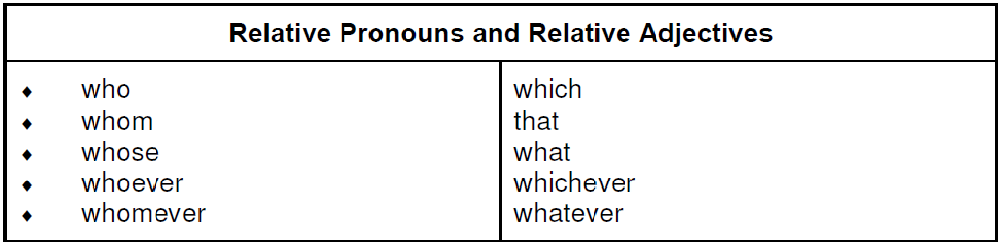 Relative Pronouns and Relative Adjectives
♦ who
♦ whom
♦ whose
♦ whoever
♦ whomever
which
that
what
whichever
whatever